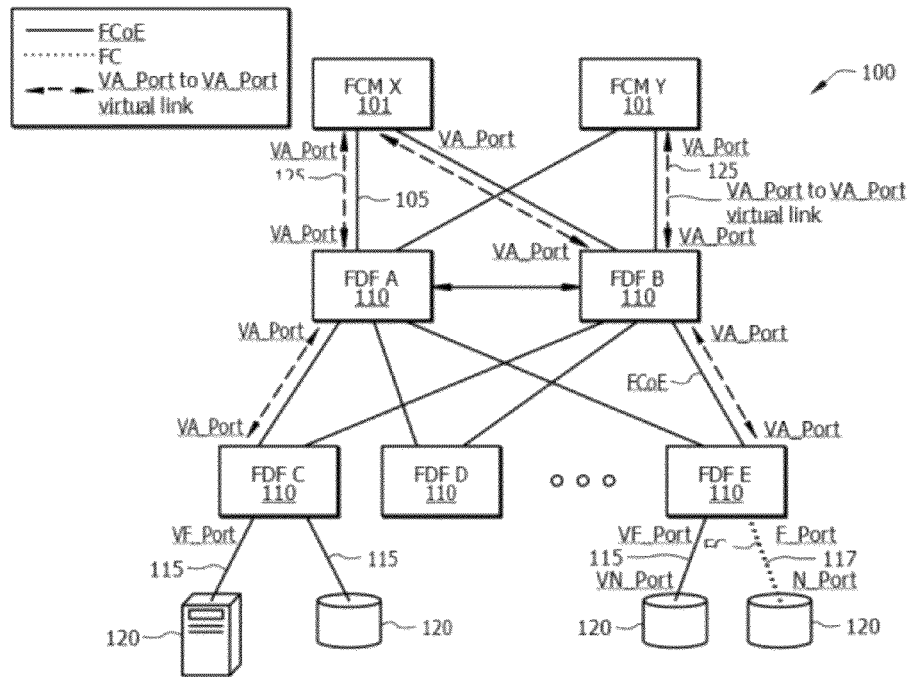 FCoE
FC
VA_Port to VA_Port
virtual link
FCM X
101
FCM Y
101
100
VA_Port
125
VA_Port
VA_Port
125
105
VA_Port to VA_Port
virtual link
VA_Port
VA_Port
VA_Port
FDF A
110
FDF B
110
VA_Port
VA_Port
FCoE
VA_Port
VA_Port
FDF C
110
FDF D
110
FDF E
110
VF_Port
115
115
VF_Port
115
VN_Port
F_Port
117
N_Port
120
120
120
120